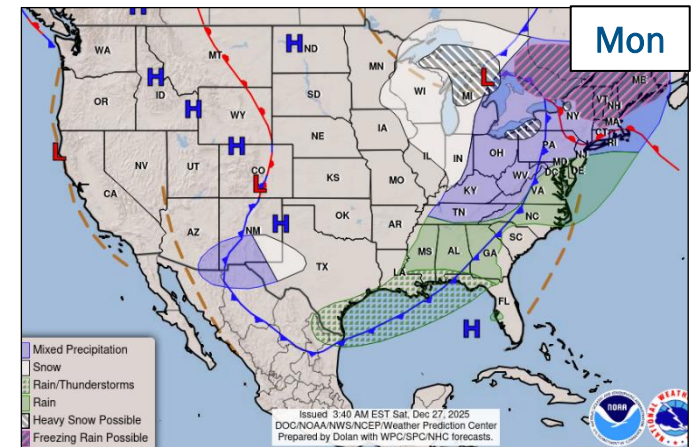 Mon
H
H
H
H
H
H
H
L
L
L
WA
OR
CA
ID
NV
MT
WY
UT
AZ
CO
NM
ND
SD
NE
KS
OK
TX
MN
IA
MO
AR
LA
WI
IL
MI
IN
OH
KY
TN
MS
AL
GA
FL
SC
NC
VA
WV
PA
MD
DC
DE
NJ
NY
CT
RI
MA
VT
NH
ME
Mixed Precipitation
Snow
Rain/Thunderstorms
Rain
Heavy Snow Possible
Freezing Rain Possible
Issued 3:40 AM EST Sat, Dec 27, 2025
DOC/NOAA/NWS/NCEP/Weather Prediction Center
Prepared by Dolan with WPC/SPC/NHC forecasts.
NOAA
NATIONAL WEATHER